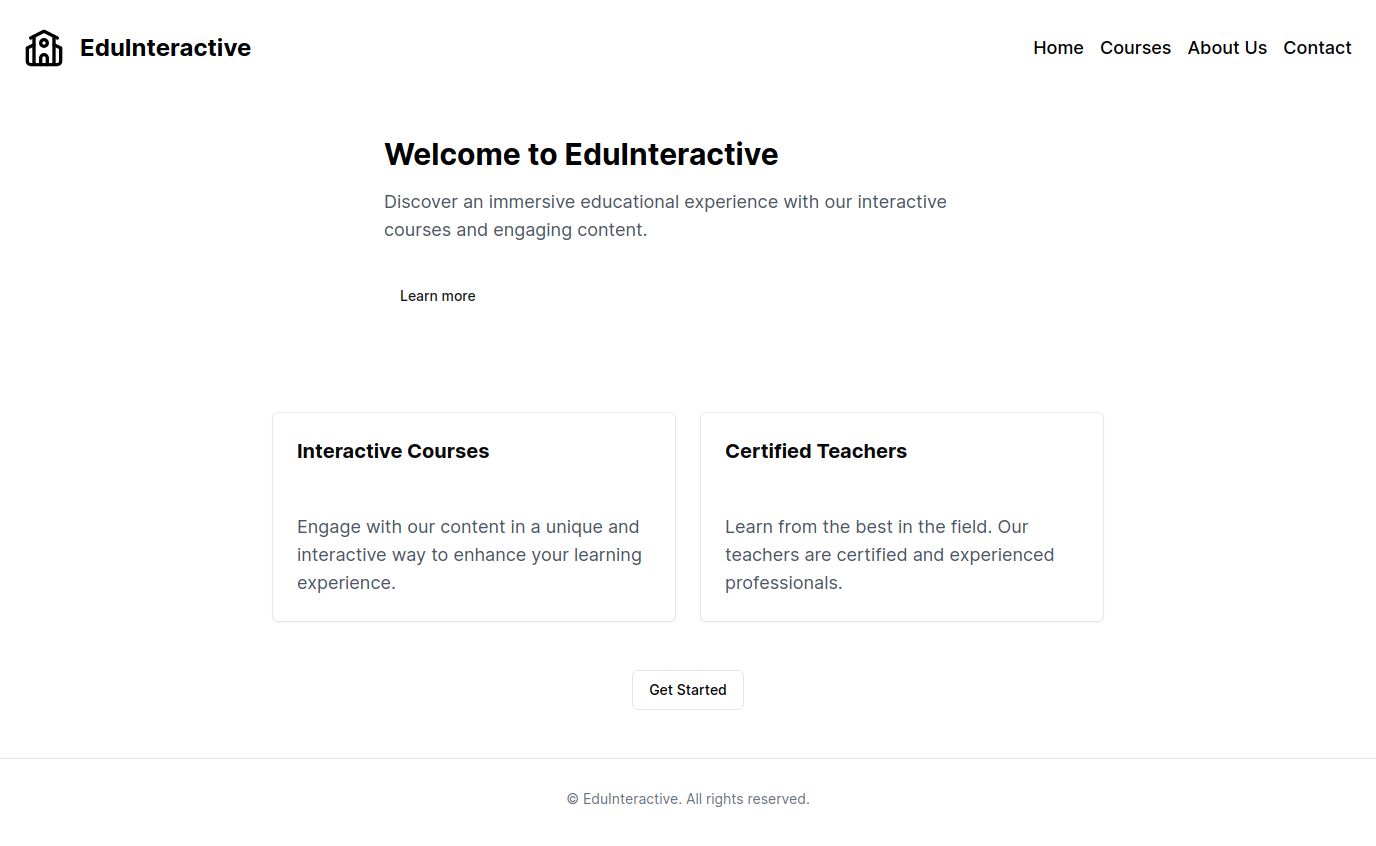 EduInteractive
Home Courses About Us Contact
Welcome to EduInteractive
Discover an immersive educational experience with our interactive
courses and engaging content.
Learn more
Interactive Courses
Engage with our content in a unique and
interactive way to enhance your learning
experience.
Certified Teachers
Learn from the best in the field. Our
teachers are certified and experienced
professionals.
Get Started
© EduInteractive. All rights reserved.